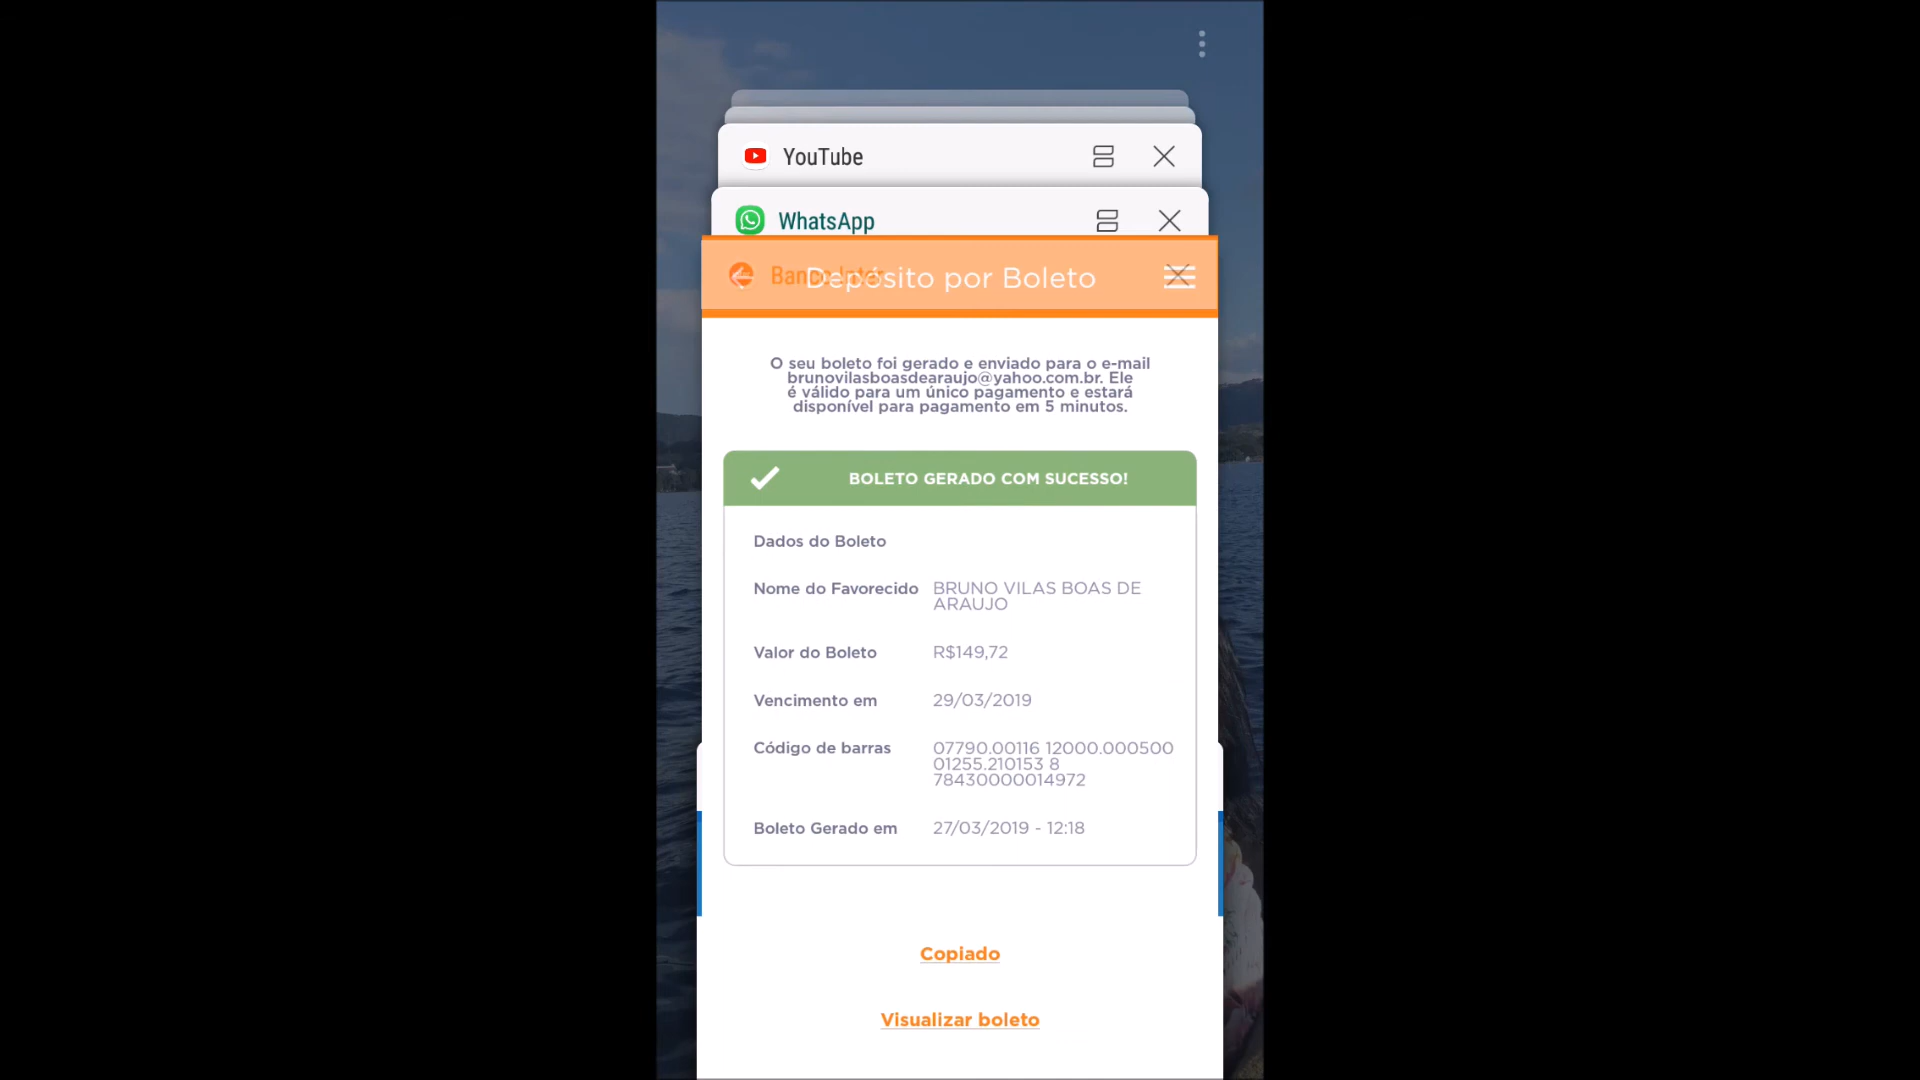 YouTube
WhatsApp
Banco Inter
Depósito por Boleto
O seu boleto foi gerado e enviado para o e-mail
brunovilasboasdearaujo@yahoo.com.br. Ele
é válido para um único pagamento e estará
disponível para pagamento em 5 minutos.
BOLETO GERADO COM SUCESSO!
Dados do Boleto
Nome do Favorecido BRUNO VILAS BOAS DE
ARAUJO
Valor do Boleto R$149,72
Vencimento em 29/03/2019
Código de barras 07790.00116 12000.000500
01255.210153 8
78430000014972
Boleto Gerado em 27/03/2019 - 12:18
Copiado
Visualizar boleto